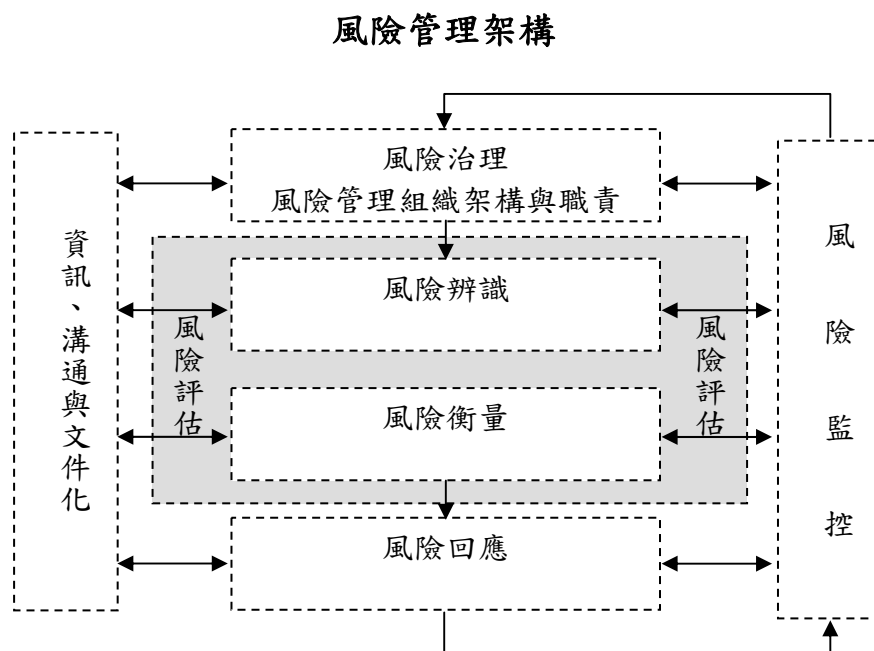 風險管理架構
風險治理
風險管理組織架構與職責
資訊、溝通與文件化
風險辨識
風險評估
風險評估
風險衡量
風險回應
風險監控